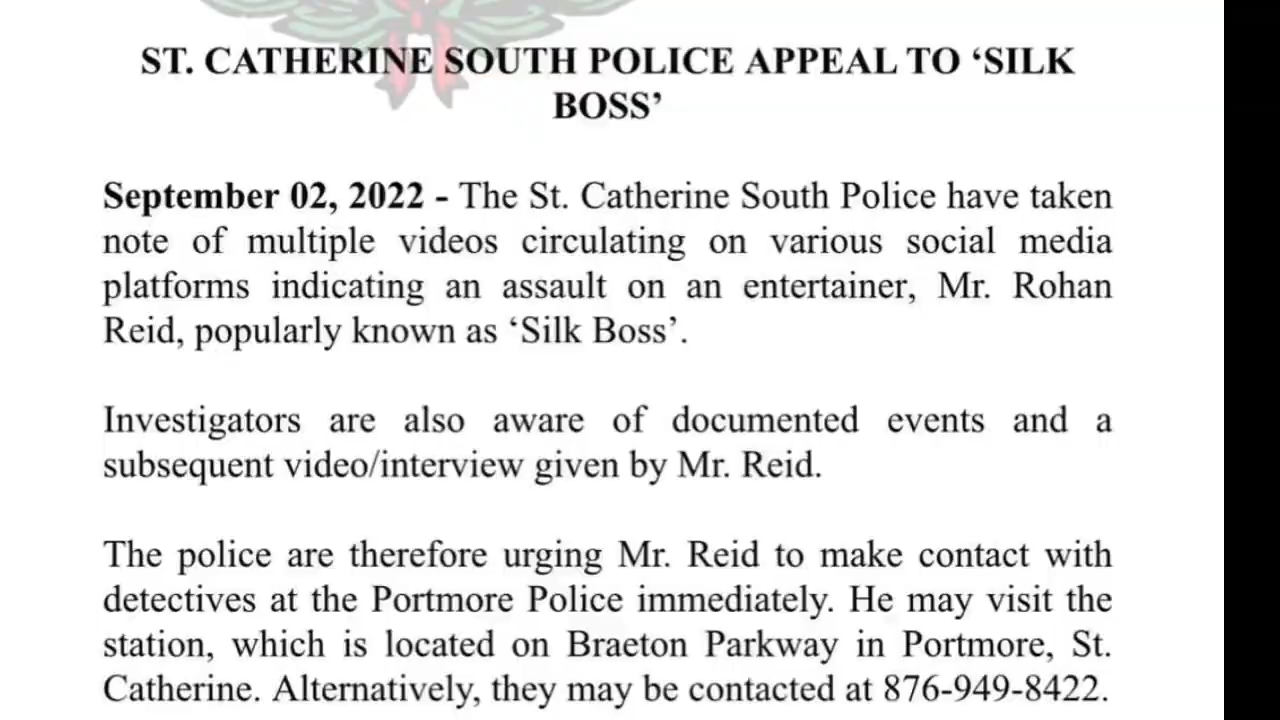 ST. CATHERINE SOUTH POLICE APPEAL TO ‘SILK
BOSS’
September 02, 2022 - The St. Catherine South Police have taken
note of multiple videos circulating on various social media
platforms indicating an assault on an entertainer, Mr. Rohan
Reid, popularly known as ‘Silk Boss’.
Investigators are also aware of documented events and a
subsequent video/interview given by Mr. Reid.
The police are therefore urging Mr. Reid to make contact with
detectives at the Portmore Police immediately. He may visit the
station, which is located on Braeton Parkway in Portmore, St.
Catherine. Alternatively, they may be contacted at 876-949-8422.